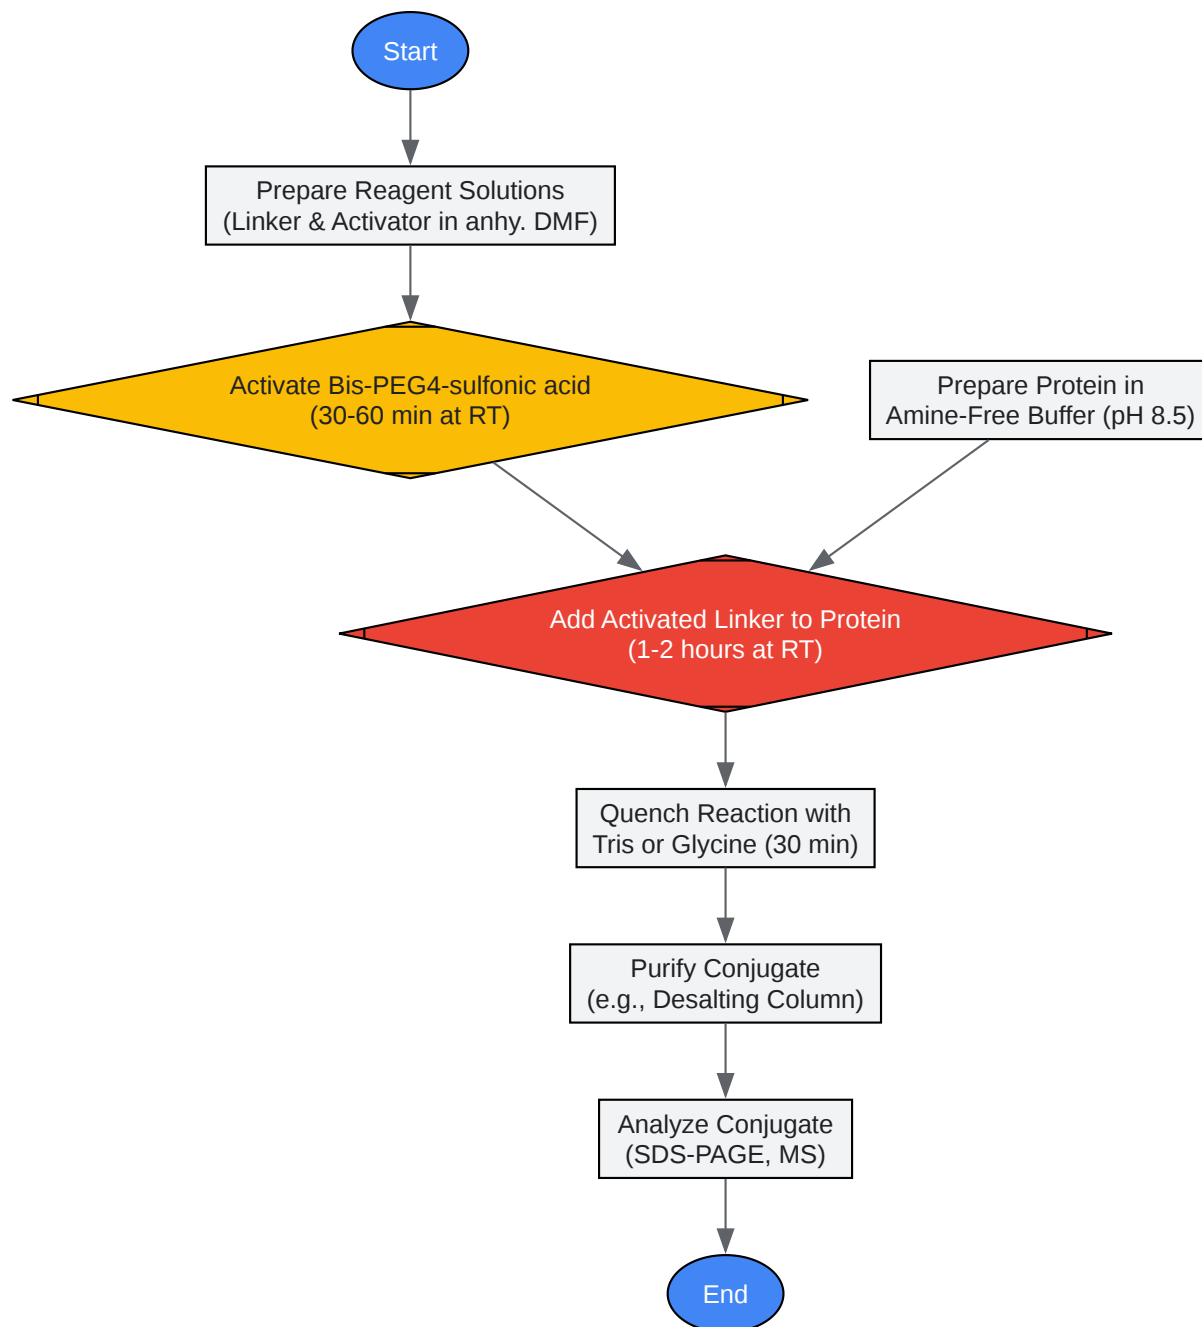 Start
Prepare Reagent Solutions
(Linker & Activator in anhy. DMF)
Activate Bis-PEG4-sulfonic acid
(30-60 min at RT)
Prepare Protein in
Amine-Free Buffer (pH 8.5)
Add Activated Linker to Protein
(1-2 hours at RT)
Quench Reaction with
Tris or Glycine (30 min)
Purify Conjugate
(e.g., Desalting Column)
Analyze Conjugate
(SDS-PAGE, MS)
End